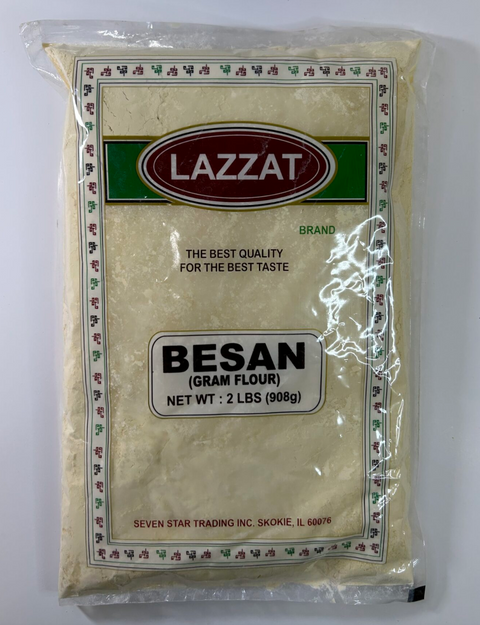 LAZZAT
BRAND
THE BEST QUALITY
FOR THE BEST TASTE
BESAN
(GRAM FLOUR)
NET WT : 2 LBS (908g)
SEVEN STAR TRADING INC. SKOKIE, IL 60076